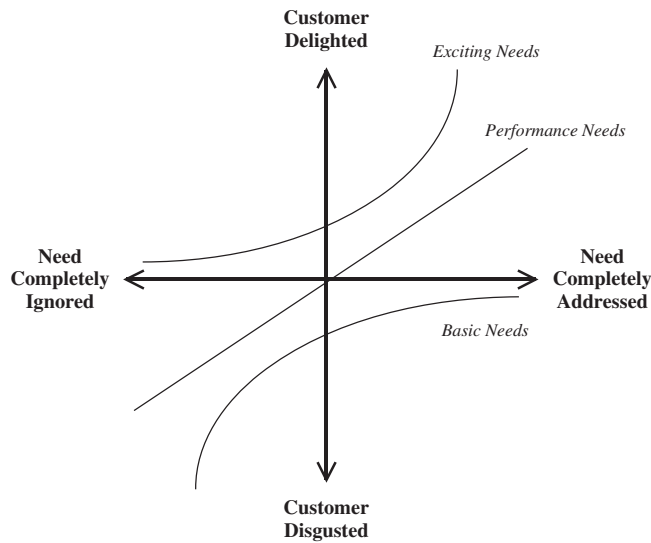 Customer
Delighted
Exciting Needs
Performance Needs
Need
Completely
Ignored
Need
Completely
Addressed
Basic Needs
Customer
Disgusted